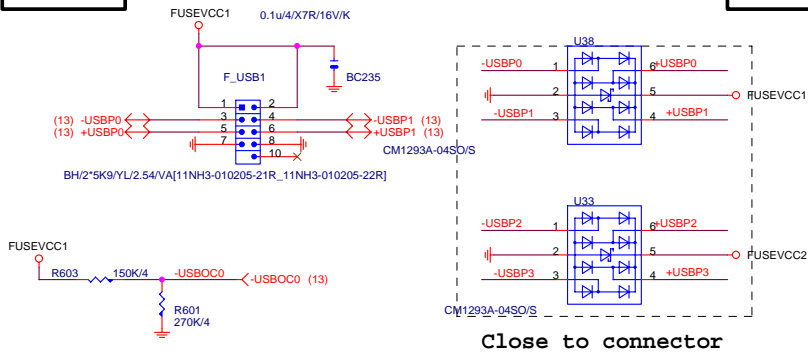 FUSEVCC1
0.1u/4/X7R/16V/K
F_USB1
BC235
1
2
(13) -USBP0
3
4
-USBP1 (13)
(13) +USBP0
5
6
+USBP1 (13)
7
8
10
CM1293A-04SO/S
BH/2*5K9/YL/2.54/VA[11NH3-010205-21R_11NH3-010205-22R]
FUSEVCC1
R603
150K/4
-USBOC0
-USBOC0 (13)
R601
270K/4
U38
-USBP0
1
6
+USBP0
2
5
FUSEVCC1
-USBP1
3
4
+USBP1
U33
-USBP2
1
6
+USBP2
2
5
FUSEVCC2
-USBP3
3
4
+USBP3
CM1293A-04SO/S
Close to connector